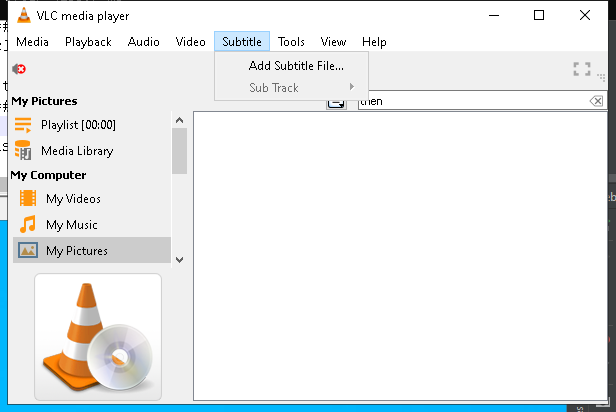 VLC media player
Media Playback Audio Video Subtitle Tools View Help
Add Subtitle File...
Sub Track
My Pictures
then
Playlist [00:00]
Media Library
My Computer
My Videos
My Music
My Pictures